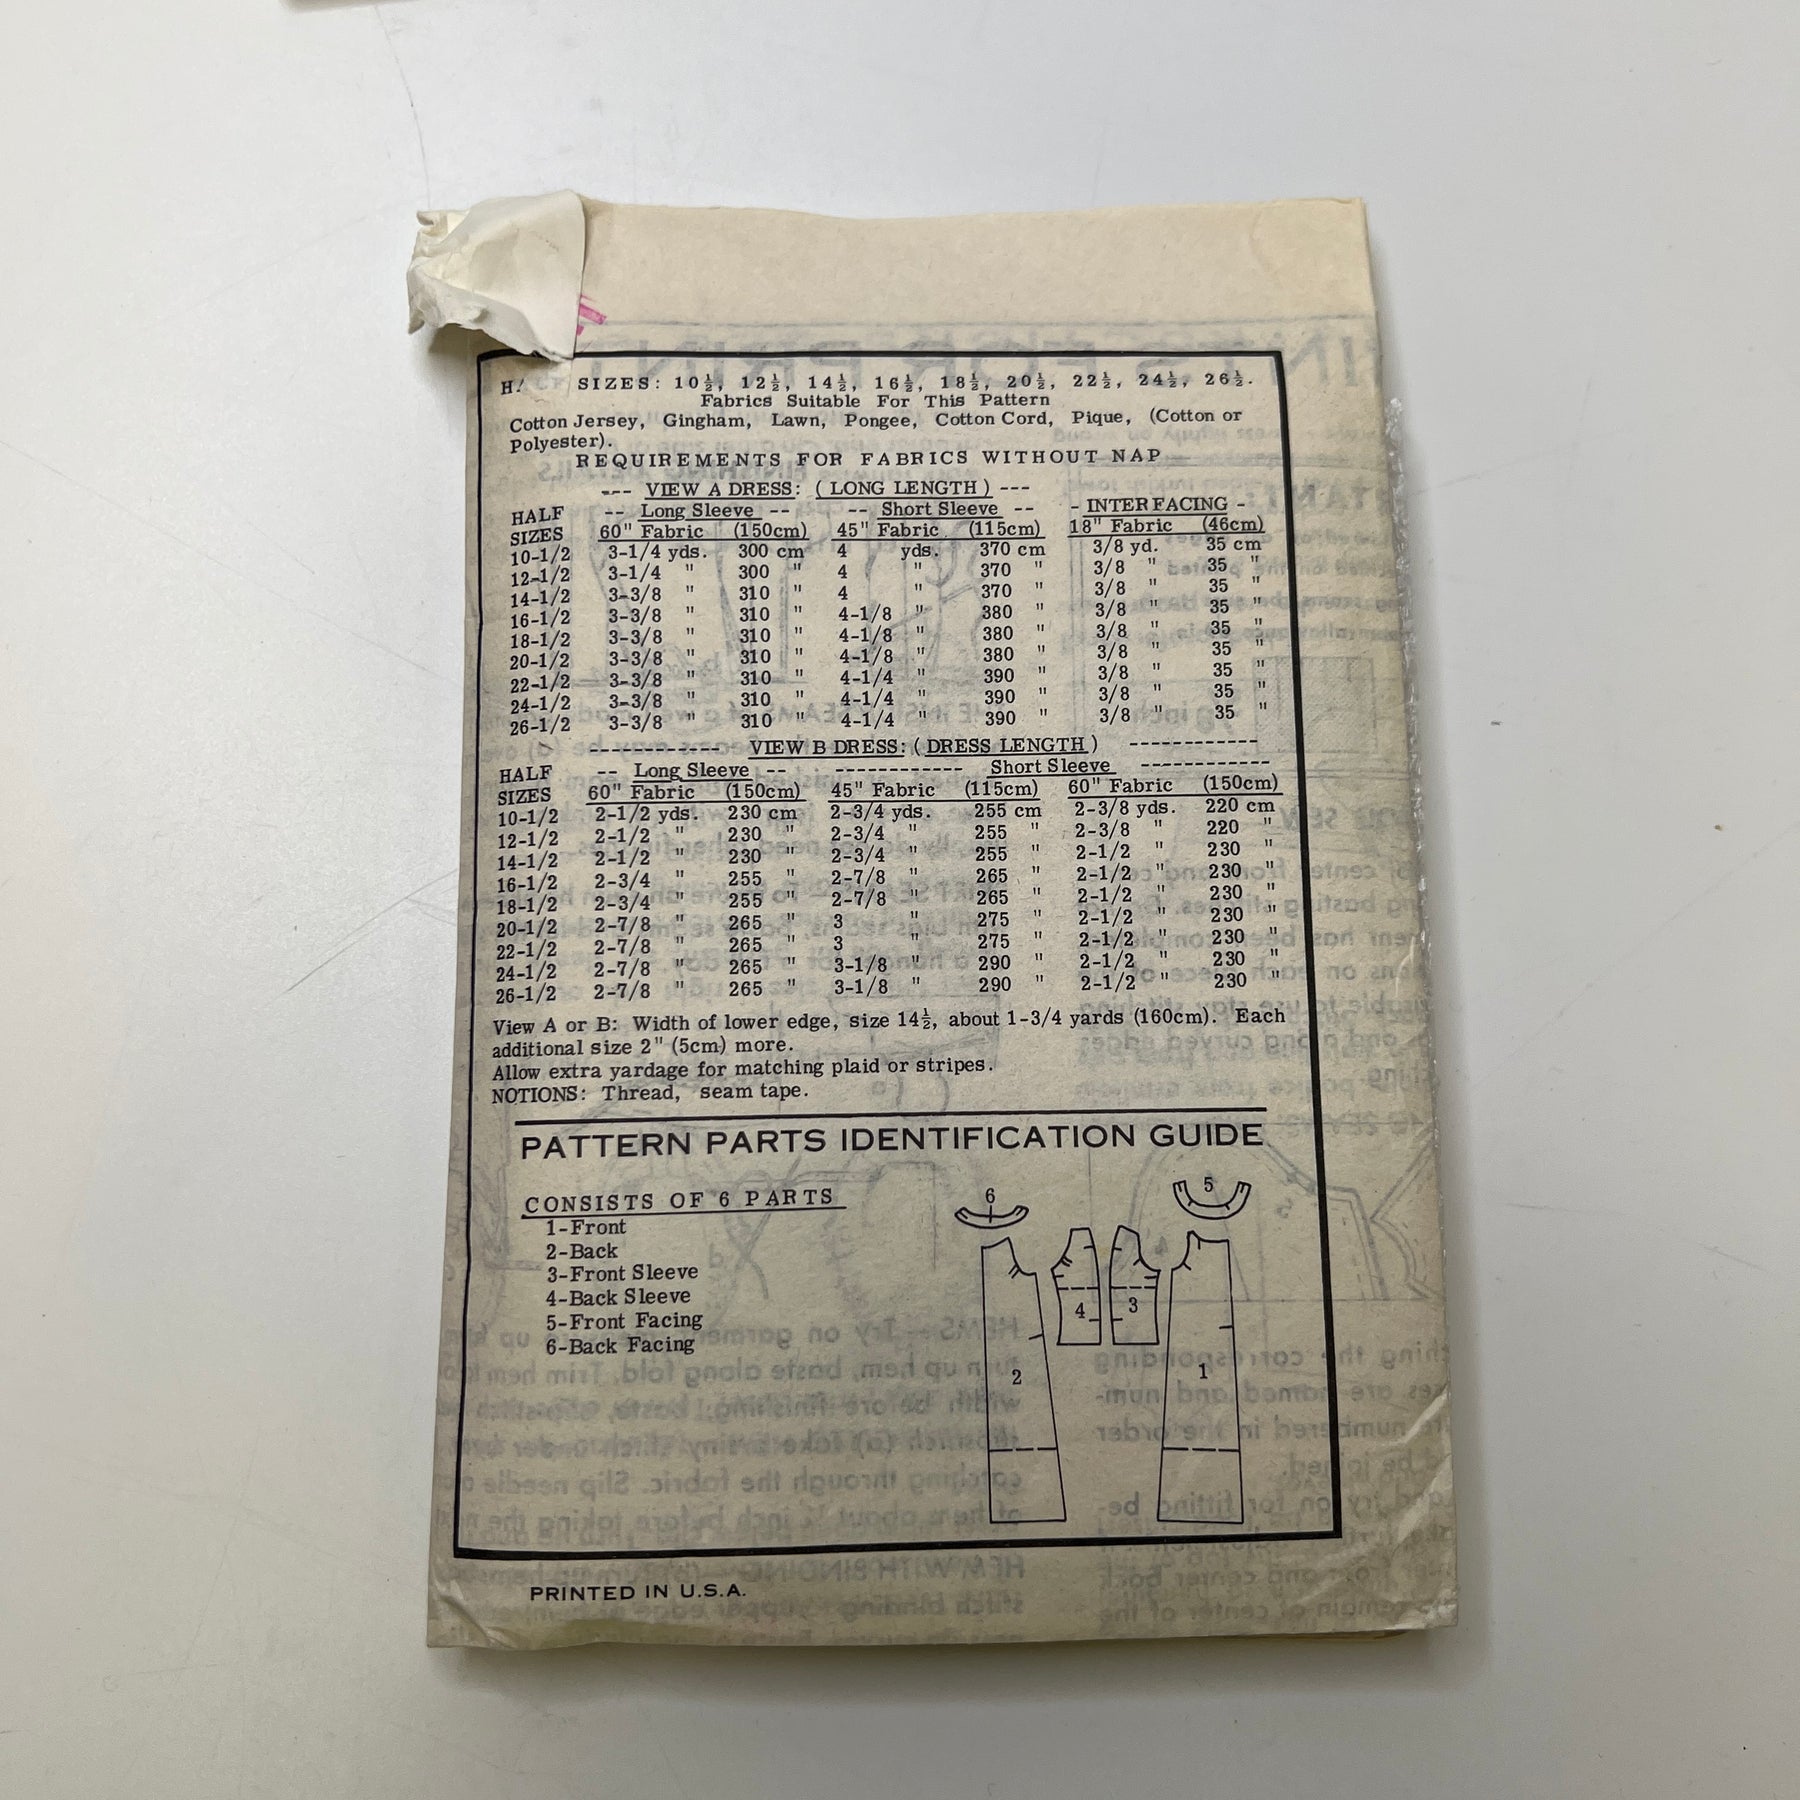 SIZES: 10½, 12½, 14½, 16½, 18½, 20½, 22½, 24½, 26½.
Fabrics Suitable For This Pattern
Cotton Jersey, Gingham, Lawn, Pongee, Cotton Cord, Pique, (Cotton or
Polyester).
REQUIREMENTS FOR FABRICS WITHOUT NAP
--- VIEW A DRESS: (LONG LENGTH) ---
HALF -- Long Sleeve -- -- Short Sleeve -- - INTERFACING -
SIZES 60" Fabric (150cm) 45" Fabric (115cm) 18" Fabric (46cm)
10-1/2 3-1/4 yds. 300 cm 4 yds. 370 cm 3/8 yd. 35 cm
12-1/2 3-1/4 " 300 " 4 " 370 " 3/8 " 35 "
14-1/2 3-3/8 " 310 " 4 " 370 " 3/8 " 35 "
16-1/2 3-3/8 " 310 " 4-1/8 " 380 " 3/8 " 35 "
18-1/2 3-3/8 " 310 " 4-1/8 " 380 " 3/8 " 35 "
20-1/2 3-3/8 " 310 " 4-1/8 " 380 " 3/8 " 35 "
22-1/2 3-3/8 " 310 " 4-1/4 " 390 " 3/8 " 35 "
24-1/2 3-3/8 " 310 " 4-1/4 " 390 " 3/8 " 35 "
26-1/2 3-3/8 " 310 " 4-1/4 " 390 " 3/8 " 35 "
------------ VIEW B DRESS: (DRESS LENGTH) ------------
HALF -- Long Sleeve -- ------------ Short Sleeve ------------
SIZES 60" Fabric (150cm) 45" Fabric (115cm) 60" Fabric (150cm)
10-1/2 2-1/2 yds. 230 cm 2-3/4 yds. 255 cm 2-3/8 yds. 220 cm
12-1/2 2-1/2 " 230 " 2-3/4 " 255 " 2-3/8 " 220 "
14-1/2 2-1/2 " 230 " 2-3/4 " 255 " 2-1/2 " 230 "
16-1/2 2-3/4 " 255 " 2-7/8 " 265 " 2-1/2 " 230 "
18-1/2 2-3/4 " 255 " 2-7/8 " 265 " 2-1/2 " 230 "
20-1/2 2-7/8 " 265 " 3 " 275 " 2-1/2 " 230 "
22-1/2 2-7/8 " 265 " 3 " 275 " 2-1/2 " 230 "
24-1/2 2-7/8 " 265 " 3-1/8 " 290 " 2-1/2 " 230 "
26-1/2 2-7/8 " 265 " 3-1/8 " 290 " 2-1/2 " 230 "
View A or B: Width of lower edge, size 14½, about 1-3/4 yards (160cm). Each
additional size 2" (5cm) more.
Allow extra yardage for matching plaid or stripes.
NOTIONS: Thread, seam tape.
PATTERN PARTS IDENTIFICATION GUIDE
CONSISTS OF 6 PARTS
1-Front
2-Back
3-Front Sleeve
4-Back Sleeve
5-Front Facing
6-Back Facing
6
5
4
3
2
1
PRINTED IN U.S.A.